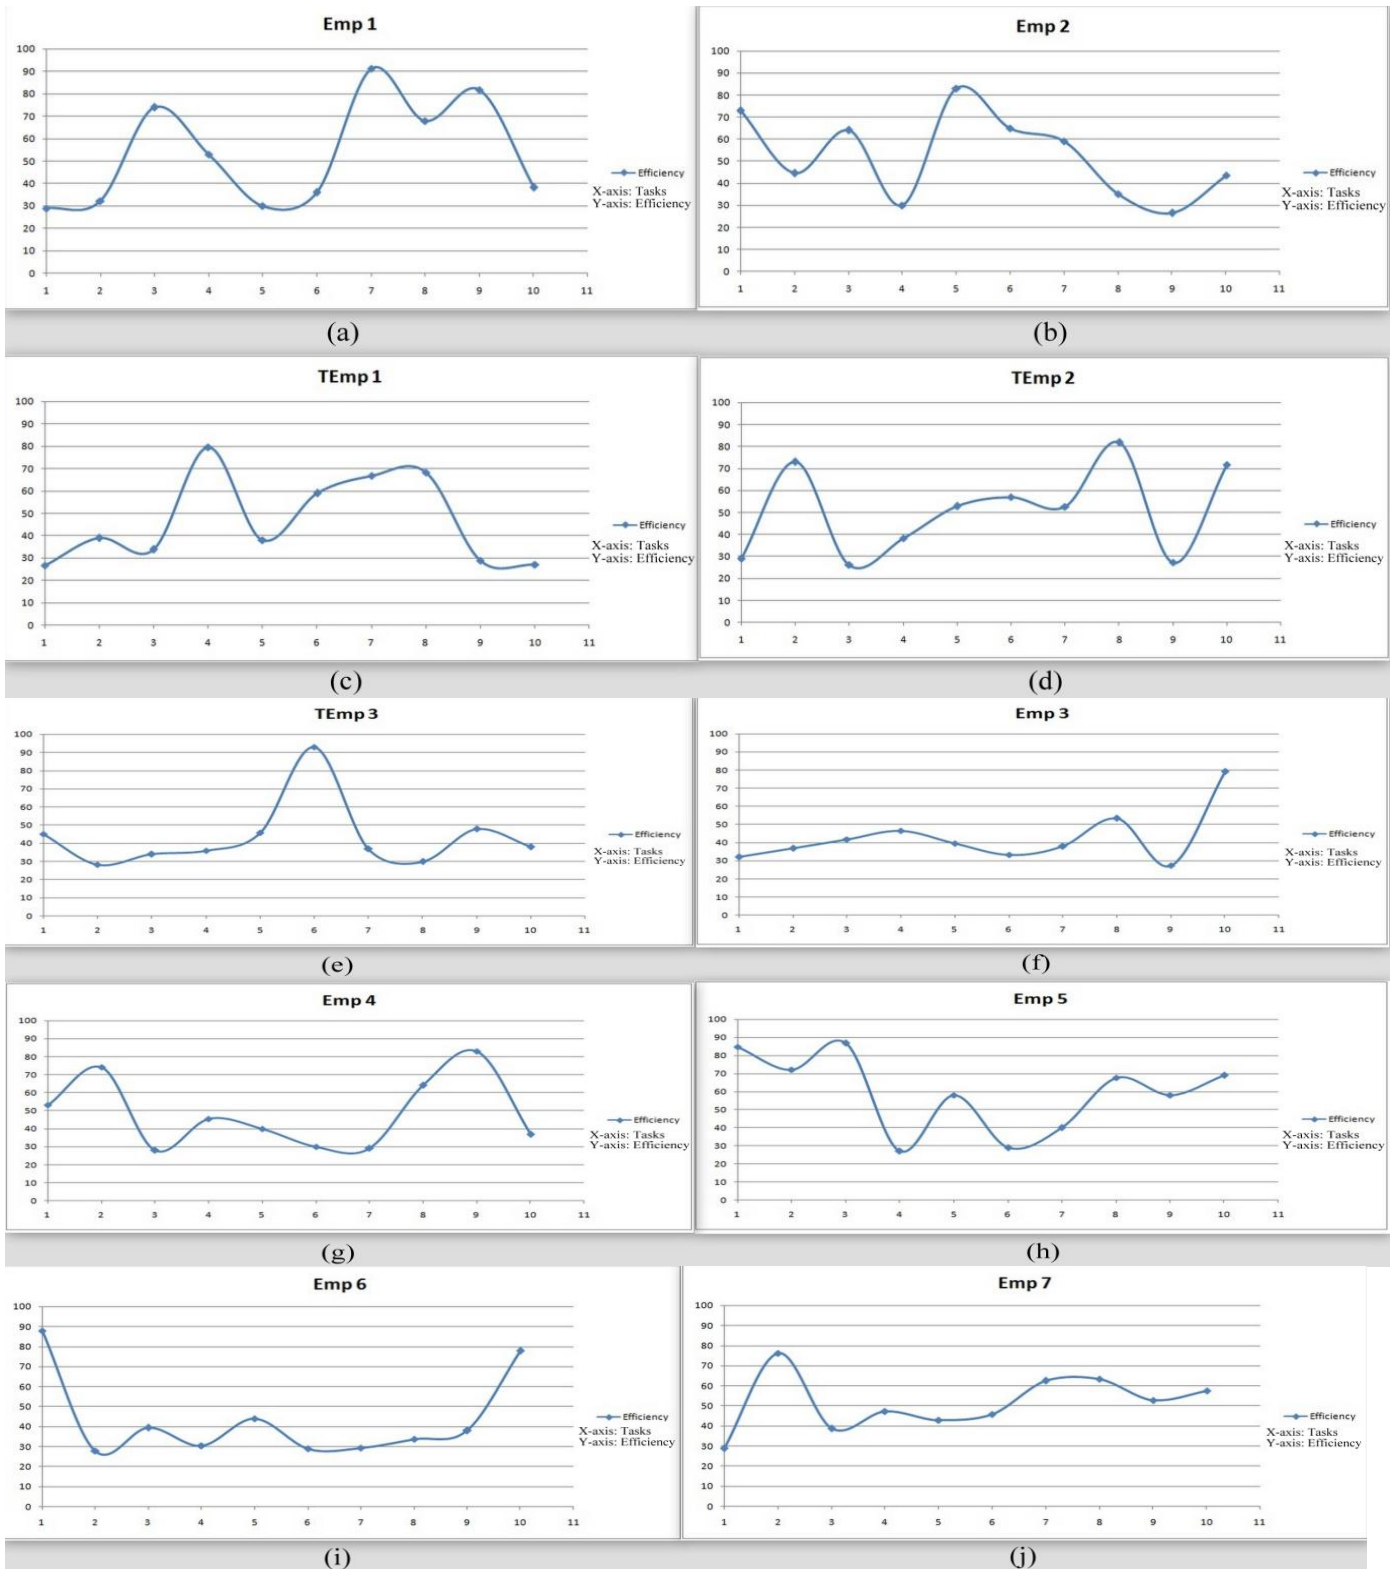 Emp 1
100
90
80
70
60
50
40
30
20
10
0
1 2 3 4 5 6 7 8 9 10 11
Efficiency
X-axis: Tasks
Y-axis: Efficiency
(a)
Emp 2
100
90
80
70
60
50
40
30
20
10
0
1 2 3 4 5 6 7 8 9 10 11
Efficiency
X-axis: Tasks
Y-axis: Efficiency
(b)
TEmp 1
100
90
80
70
60
50
40
30
20
10
0
1 2 3 4 5 6 7 8 9 10 11
Efficiency
X-axis: Tasks
Y-axis: Efficiency
(c)
TEmp 2
100
90
80
70
60
50
40
30
20
10
0
1 2 3 4 5 6 7 8 9 10 11
Efficiency
X-axis: Tasks
Y-axis: Efficiency
(d)
TEmp 3
100
90
80
70
60
50
40
30
20
10
0
1 2 3 4 5 6 7 8 9 10 11
Efficiency
X-axis: Tasks
Y-axis: Efficiency
(e)
Emp 3
100
90
80
70
60
50
40
30
20
10
0
1 2 3 4 5 6 7 8 9 10 11
Efficiency
X-axis: Tasks
Y-axis: Efficiency
(f)
Emp 4
100
90
80
70
60
50
40
30
20
10
0
1 2 3 4 5 6 7 8 9 10 11
Efficiency
X-axis: Tasks
Y-axis: Efficiency
(g)
Emp 5
100
90
80
70
60
50
40
30
20
10
0
1 2 3 4 5 6 7 8 9 10 11
Efficiency
X-axis: Tasks
Y-axis: Efficiency
(h)
Emp 6
100
90
80
70
60
50
40
30
20
10
0
1 2 3 4 5 6 7 8 9 10 11
Efficiency
X-axis: Tasks
Y-axis: Efficiency
(i)
Emp 7
100
90
80
70
60
50
40
30
20
10
0
1 2 3 4 5 6 7 8 9 10 11
Efficiency
X-axis: Tasks
Y-axis: Efficiency
(j)